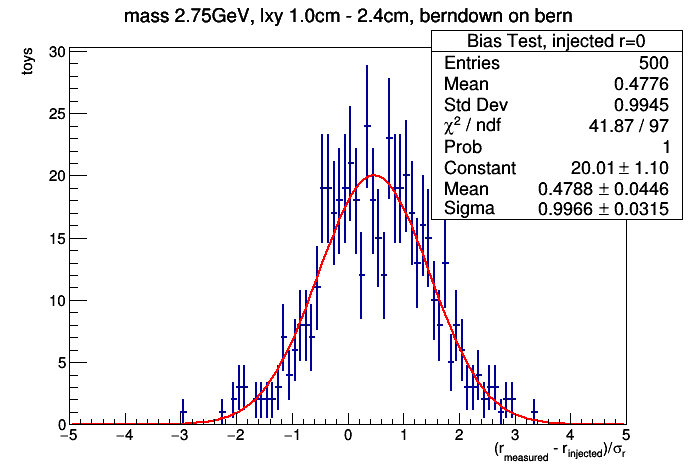 mass 2.75GeV, lxy 1.0cm - 2.4cm, berndown on bern
Bias Test, injected r=0
Entries 500
Mean 0.4776
Std Dev 0.9945
χ² / ndf 41.87 / 97
Prob 1
Constant 20.01 ± 1.10
Mean 0.4788 ± 0.0446
Sigma 0.9966 ± 0.0315
toys
30
25
20
15
10
5
0
−5 −4 −3 −2 −1 0 1 2 3 4 5
(r_measured - r_injected)/σ_r